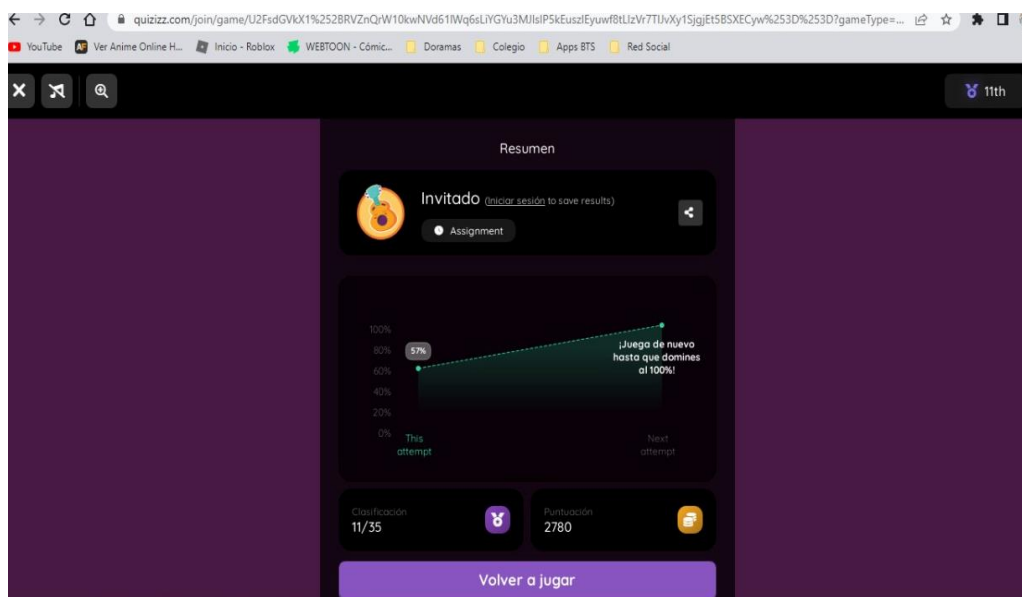 quizizz.com/join/game/U2FsdGVkX1%252BRVZnQrW10kwNVd61lWq6sLiYGYu3MJlslP5kEuszlEyuwf8tLlzVr7TlJvXy1SjgjEt5BSXECyw%253D%253D?gameType=...
YouTube
Ver Anime Online H...
Inicio - Roblox
WEBTOON - Cómic...
Doramas
Colegio
Apps BTS
Red Social
11th
Resumen
Invitado (Iniciar sesión to save results)
Assignment
100%
80%
60%
40%
20%
0%
57%
¡Juega de nuevo
hasta que domines
al 100%!
This
attempt
Next
attempt
Clasificación
11/35
Puntuación
2780
Volver a jugar